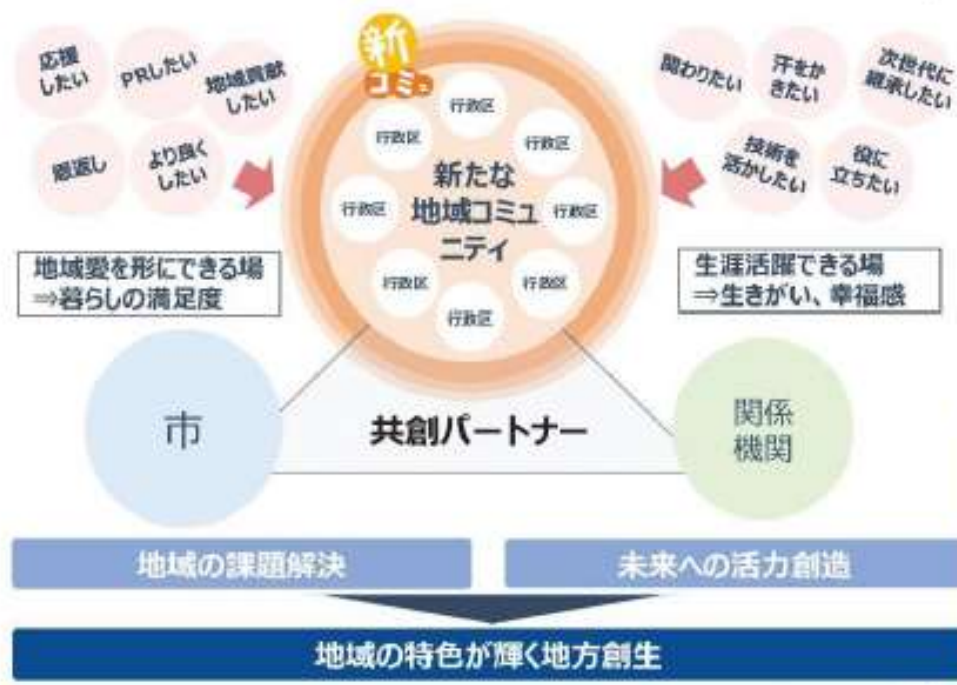 応援
したい
PRしたい
地域貢献
したい
恩返し
より良く
したい
新
コミュ
関わりたい
汗をか
きたい
次世代に
継承したい
技術を
活かしたい
役に
立ちたい
行政区
行政区
行政区
新たな
地域コミュ
ニティ
行政区
行政区
行政区
行政区
行政区
地域愛を形にできる場
⇒暮らしの満足度
生涯活躍できる場
⇒生きがい、幸福感
市
共創パートナー
関係
機関
地域の課題解決
未来への活力創造
地域の特色が輝く地方創生